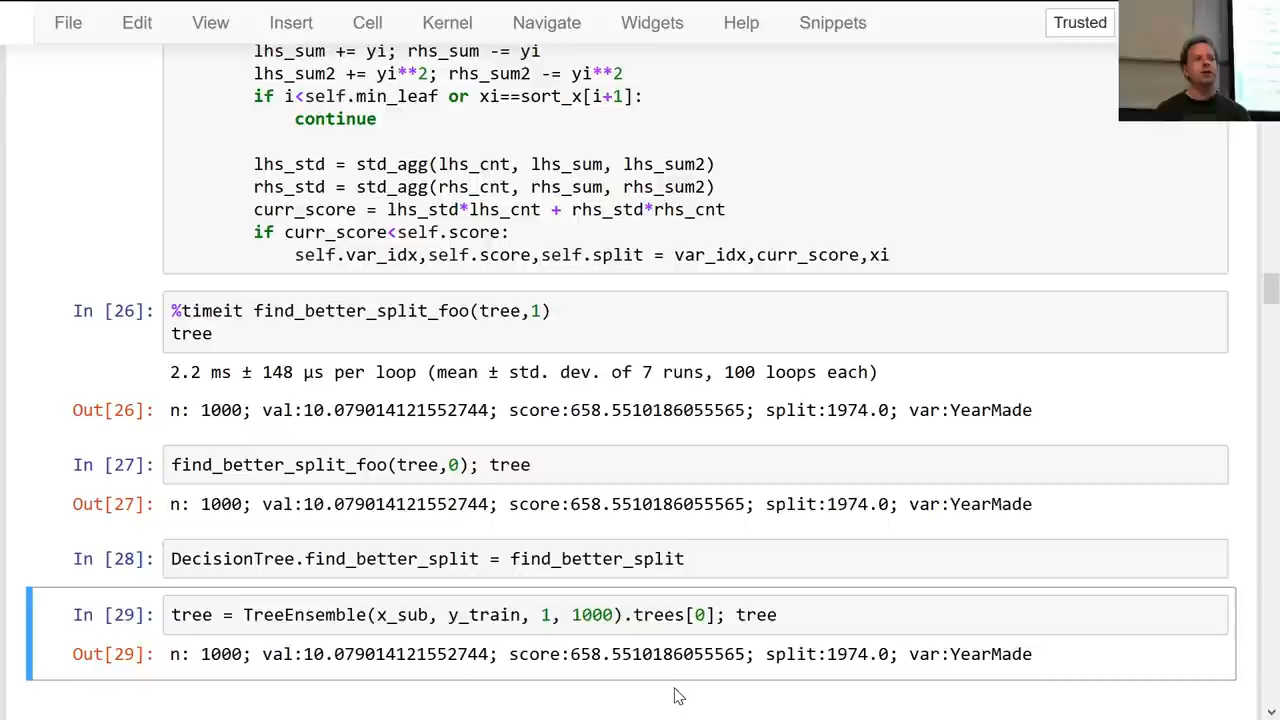 File Edit View Insert Cell Kernel Navigate Widgets Help Snippets Trusted
lhs_sum += yi; rhs_sum -= yi
lhs_sum2 += yi**2; rhs_sum2 -= yi**2
if i<self.min_leaf or xi==sort_x[i+1]:
continue
lhs_std = std_agg(lhs_cnt, lhs_sum, lhs_sum2)
rhs_std = std_agg(rhs_cnt, rhs_sum, rhs_sum2)
curr_score = lhs_std*lhs_cnt + rhs_std*rhs_cnt
if curr_score<self.score:
self.var_idx,self.score,self.split = var_idx,curr_score,xi
In [26]: %timeit find_better_split_foo(tree,1)
tree
2.2 ms ± 148 µs per loop (mean ± std. dev. of 7 runs, 100 loops each)
Out[26]: n: 1000; val:10.079014121552744; score:658.5510186055565; split:1974.0; var:YearMade
In [27]: find_better_split_foo(tree,0); tree
Out[27]: n: 1000; val:10.079014121552744; score:658.5510186055565; split:1974.0; var:YearMade
In [28]: DecisionTree.find_better_split = find_better_split
In [29]: tree = TreeEnsemble(x_sub, y_train, 1, 1000).trees[0]; tree
Out[29]: n: 1000; val:10.079014121552744; score:658.5510186055565; split:1974.0; var:YearMade